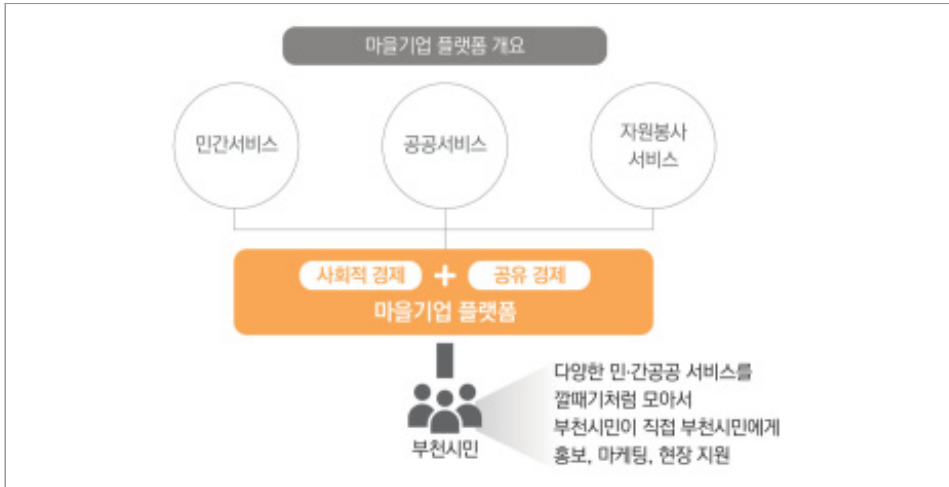 마을기업 플랫폼 개요
민간서비스
공공서비스
자원봉사
서비스
사회적 경제 + 공유 경제
마을기업 플랫폼
부천시민
다양한 민·간공공 서비스를
깔때기처럼 모아서
부천시민이 직접 부천시민에게
홍보, 마케팅, 현장 지원